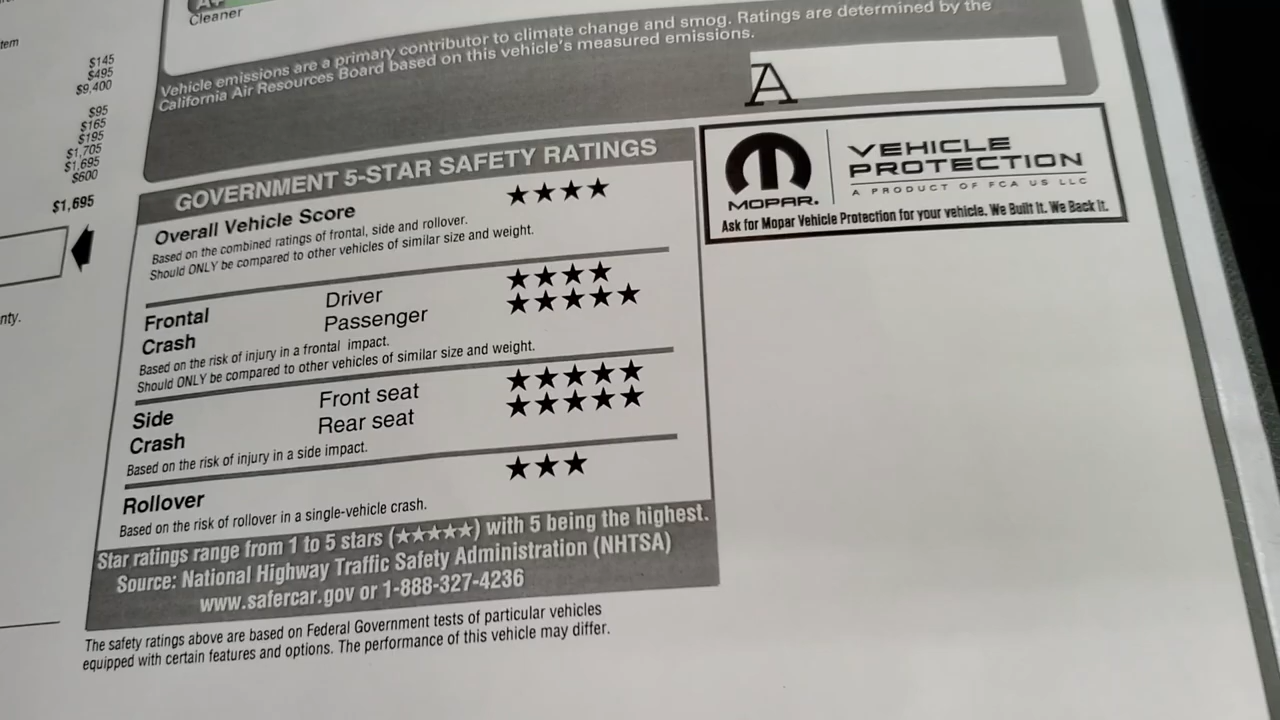 Cleaner
Vehicle emissions are a primary contributor to climate change and smog. Ratings are determined by the
California Air Resources Board based on this vehicle's measured emissions.
A
$145
$495
$9,400
$95
$165
$195
$1,705
$1,695
$600
$1,695
nty.
GOVERNMENT 5-STAR SAFETY RATINGS
Overall Vehicle Score ★★★★
Based on the combined ratings of frontal, side and rollover.
Should ONLY be compared to other vehicles of similar size and weight.
Frontal Driver ★★★★
Crash Passenger ★★★★★
Based on the risk of injury in a frontal impact.
Should ONLY be compared to other vehicles of similar size and weight.
Side Front seat ★★★★★
Crash Rear seat ★★★★★
Based on the risk of injury in a side impact.
Rollover ★★★
Based on the risk of rollover in a single-vehicle crash.
Star ratings range from 1 to 5 stars (★★★★★) with 5 being the highest.
Source: National Highway Traffic Safety Administration (NHTSA)
www.safercar.gov or 1-888-327-4236
The safety ratings above are based on Federal Government tests of particular vehicles
equipped with certain features and options. The performance of this vehicle may differ.
MOPAR.
VEHICLE
PROTECTION
A PRODUCT OF FCA US LLC
Ask for Mopar Vehicle Protection for your vehicle. We Built It. We Back It.